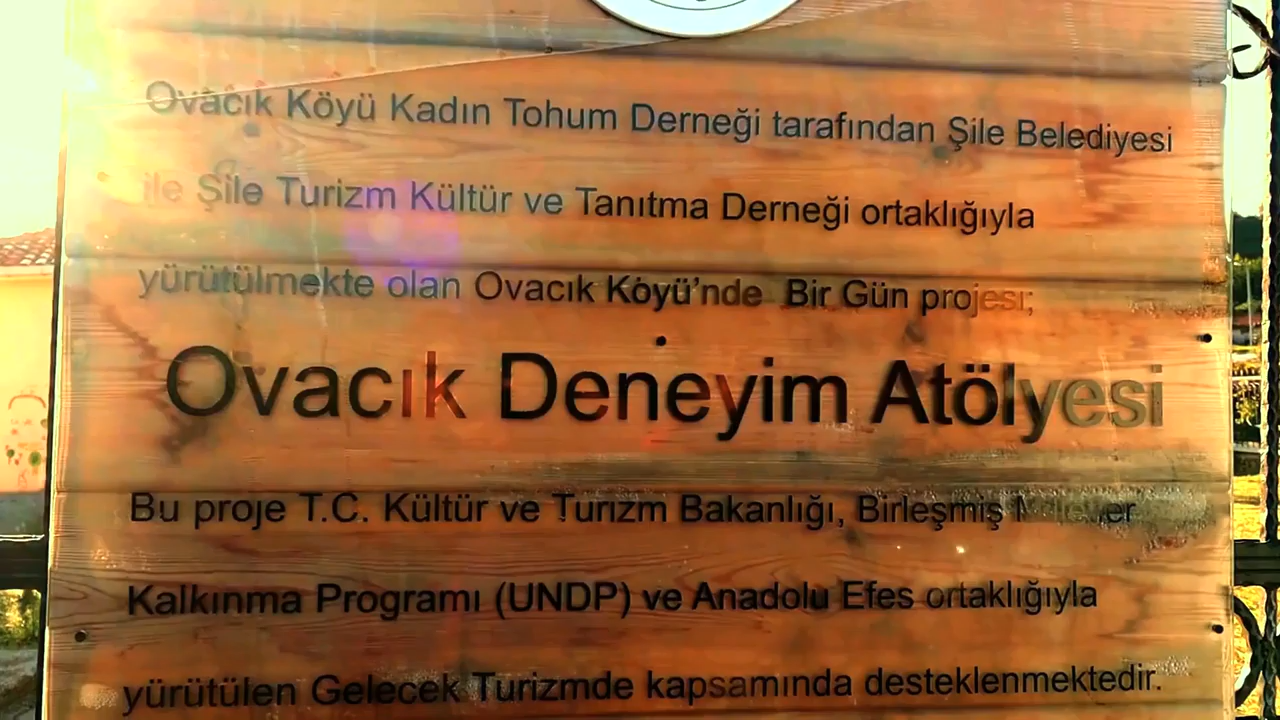 Ovacık Köyü Kadın Tohum Derneği tarafından Şile Belediyesi
ile Şile Turizm Kültür ve Tanıtma Derneği ortaklığıyla
yürütülmekte olan Ovacık Köyü'nde Bir Gün projesi;
Ovacık Deneyim Atölyesi
Bu proje T.C. Kültür ve Turizm Bakanlığı, Birleşmiş
Kalkınma Programı (UNDP) ve Anadolu Efes ortaklığıyla
yürütülen Gelecek Turizmde kapsamında desteklenmektedir.